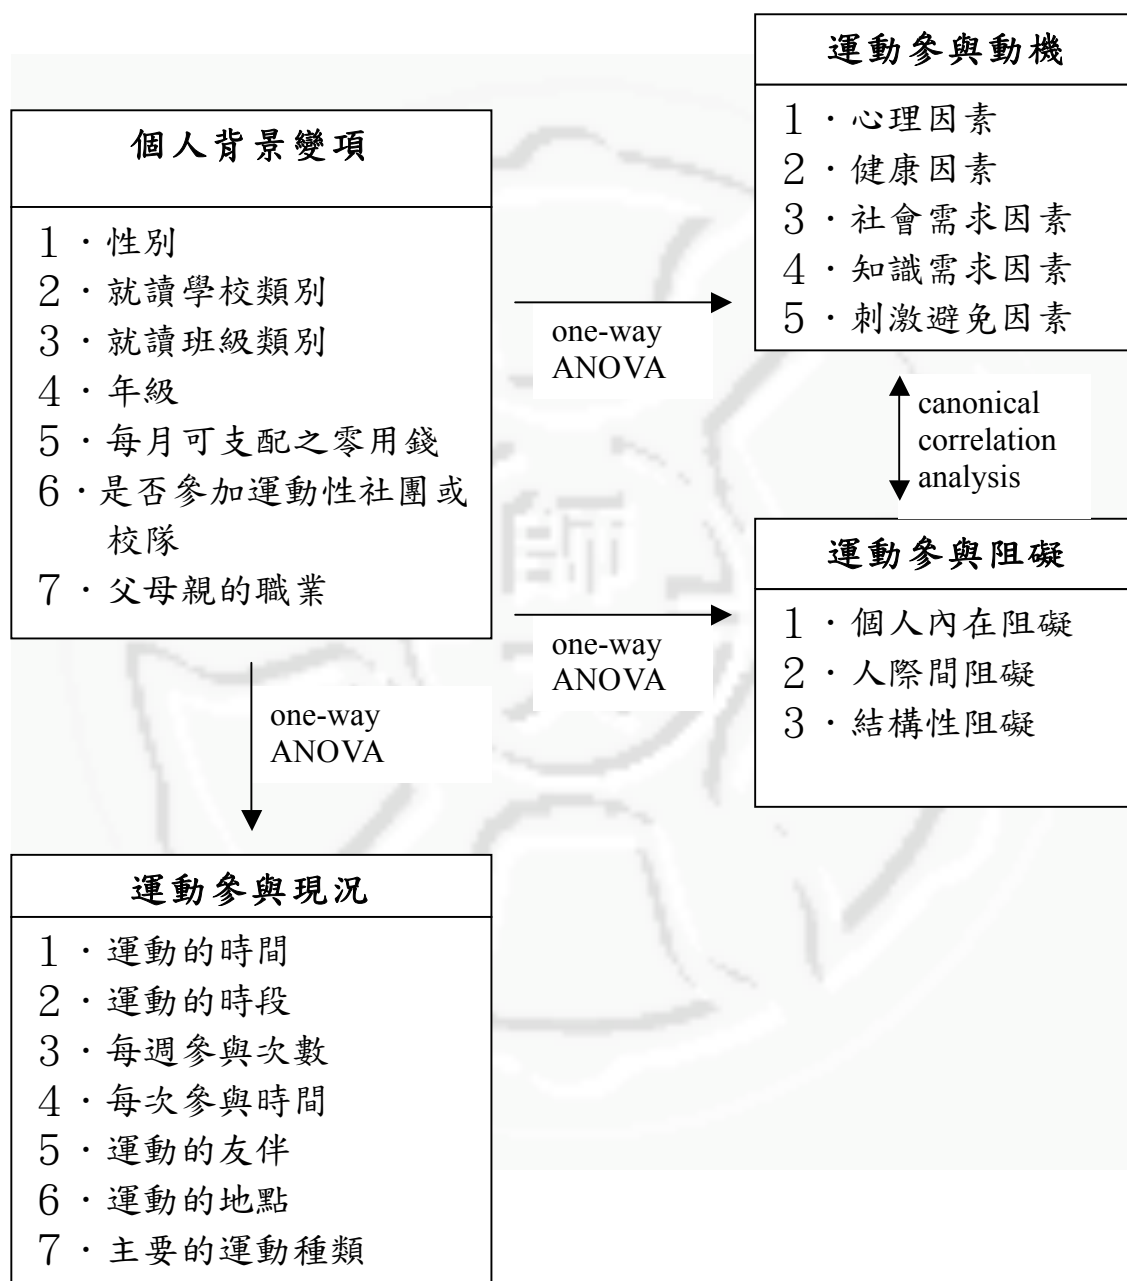 個人背景變項
1．性別
2．就讀學校類別
3．就讀班級類別
4．年級
5．每月可支配之零用錢
6．是否參加運動性社團或
校隊
7．父母親的職業
one-way
ANOVA
運動參與動機
1．心理因素
2．健康因素
3．社會需求因素
4．知識需求因素
5．刺激避免因素
canonical
correlation
analysis
one-way
ANOVA
運動參與阻礙
1．個人內在阻礙
2．人際間阻礙
3．結構性阻礙
one-way
ANOVA
運動參與現況
1．運動的時間
2．運動的時段
3．每週參與次數
4．每次參與時間
5．運動的友伴
6．運動的地點
7．主要的運動種類
師